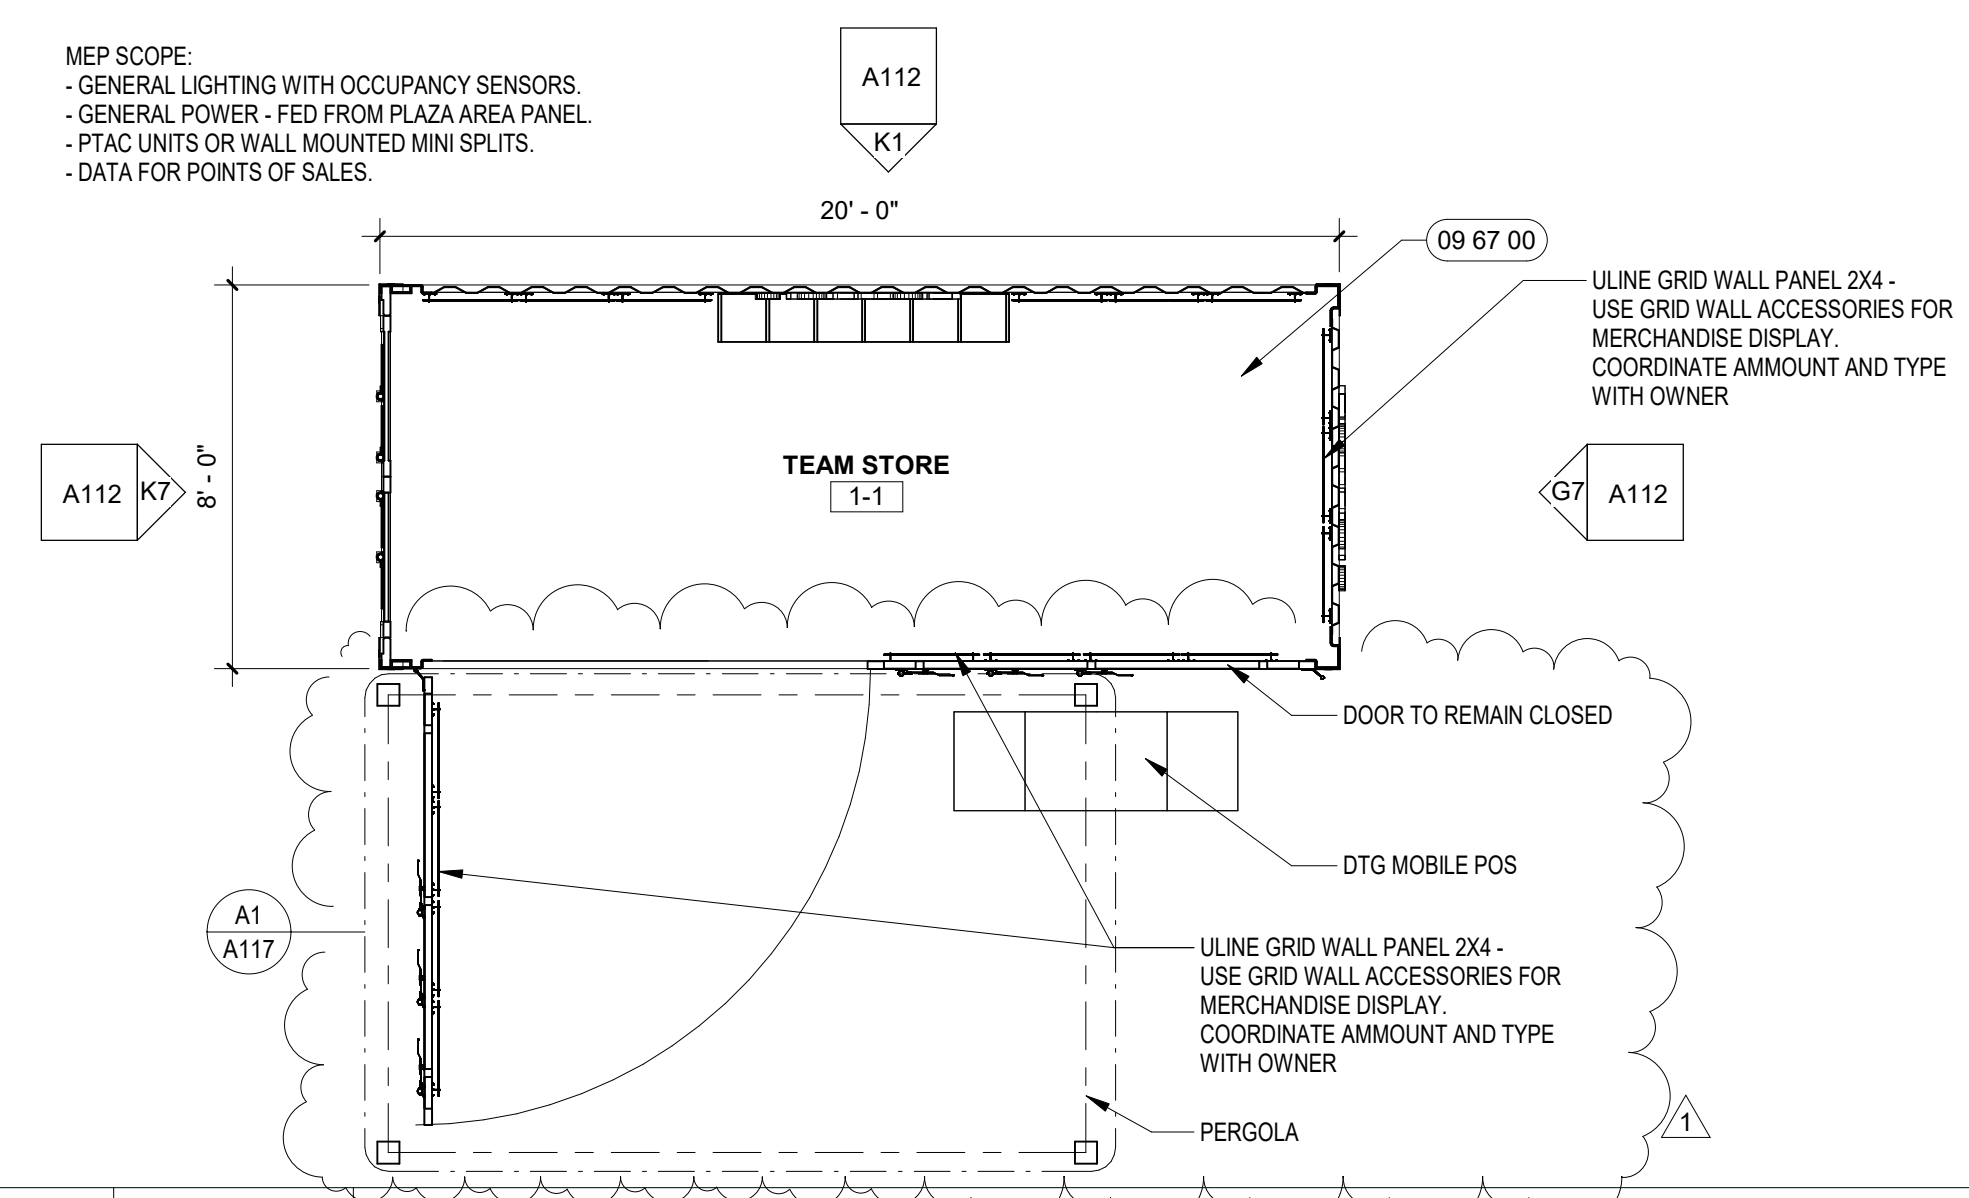 MEP SCOPE:
- GENERAL LIGHTING WITH OCCUPANCY SENSORS.
- GENERAL POWER - FED FROM PLAZA AREA PANEL.
- PTAC UNITS OR WALL MOUNTED MINI SPLITS.
- DATA FOR POINTS OF SALES.
A112
K1
20' - 0"
09 67 00
ULINE GRID WALL PANEL 2X4 -
USE GRID WALL ACCESSORIES FOR
MERCHANDISE DISPLAY.
COORDINATE AMMOUNT AND TYPE
WITH OWNER
A112 K7
8' - 0"
TEAM STORE
1-1
G7 A112
DOOR TO REMAIN CLOSED
DTG MOBILE POS
A1
A117
ULINE GRID WALL PANEL 2X4 -
USE GRID WALL ACCESSORIES FOR
MERCHANDISE DISPLAY.
COORDINATE AMMOUNT AND TYPE
WITH OWNER
PERGOLA
1